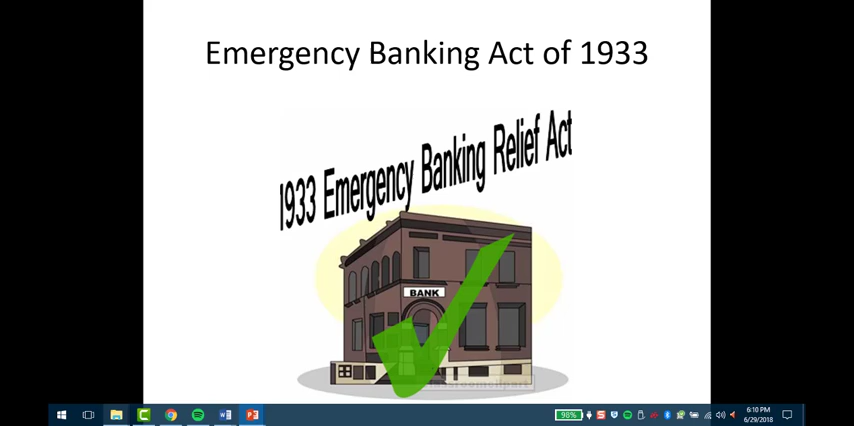 Emergency Banking Act of 1933
1933 Emergency Banking Relief Act
BANK
98%
6:10 PM
6/29/2018